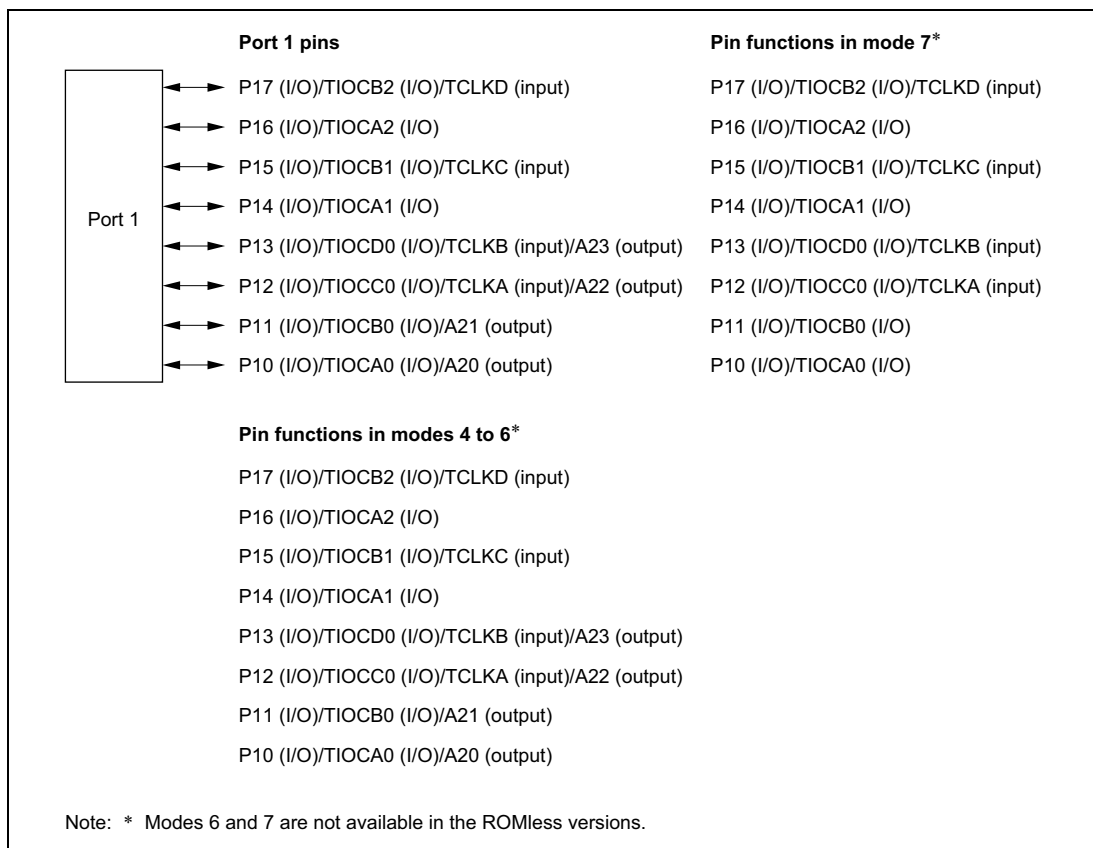 Port 1 pins
Pin functions in mode 7*
Port 1
P17 (I/O)/TIOCB2 (I/O)/TCLKD (input)
P17 (I/O)/TIOCB2 (I/O)/TCLKD (input)
P16 (I/O)/TIOCA2 (I/O)
P16 (I/O)/TIOCA2 (I/O)
P15 (I/O)/TIOCB1 (I/O)/TCLKC (input)
P15 (I/O)/TIOCB1 (I/O)/TCLKC (input)
P14 (I/O)/TIOCA1 (I/O)
P14 (I/O)/TIOCA1 (I/O)
P13 (I/O)/TIOCD0 (I/O)/TCLKB (input)/A23 (output)
P13 (I/O)/TIOCD0 (I/O)/TCLKB (input)
P12 (I/O)/TIOCC0 (I/O)/TCLKA (input)/A22 (output)
P12 (I/O)/TIOCC0 (I/O)/TCLKA (input)
P11 (I/O)/TIOCB0 (I/O)/A21 (output)
P11 (I/O)/TIOCB0 (I/O)
P10 (I/O)/TIOCA0 (I/O)/A20 (output)
P10 (I/O)/TIOCA0 (I/O)
Pin functions in modes 4 to 6*
P17 (I/O)/TIOCB2 (I/O)/TCLKD (input)
P16 (I/O)/TIOCA2 (I/O)
P15 (I/O)/TIOCB1 (I/O)/TCLKC (input)
P14 (I/O)/TIOCA1 (I/O)
P13 (I/O)/TIOCD0 (I/O)/TCLKB (input)/A23 (output)
P12 (I/O)/TIOCC0 (I/O)/TCLKA (input)/A22 (output)
P11 (I/O)/TIOCB0 (I/O)/A21 (output)
P10 (I/O)/TIOCA0 (I/O)/A20 (output)
Note: * Modes 6 and 7 are not available in the ROMless versions.